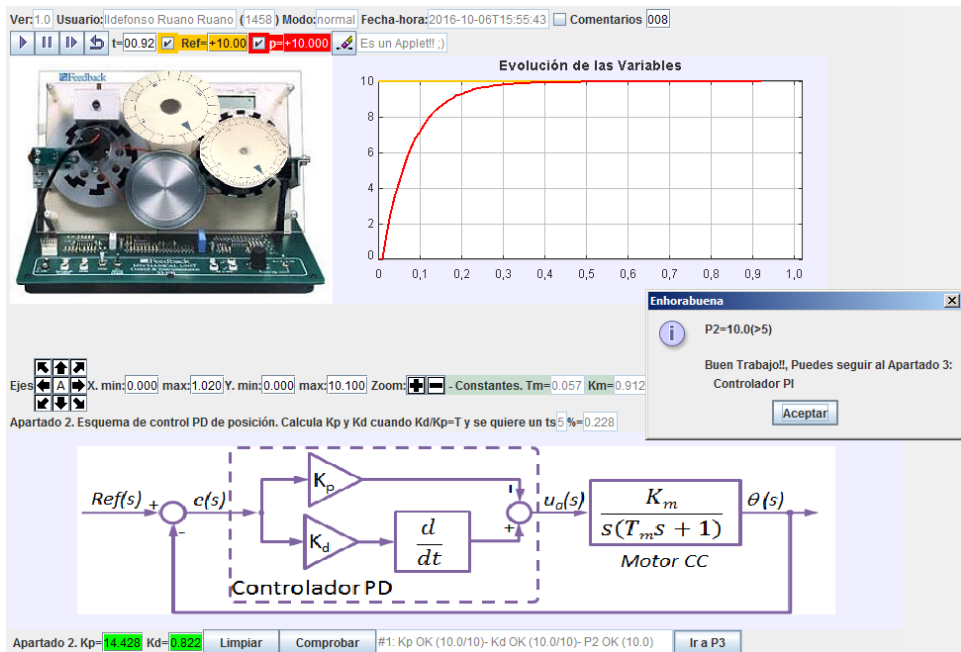 Ver: 1.0 Usuario: Ildefonso Ruano Ruano (1458) Modo: normal Fecha-hora: 2016-10-06T15:55:43 Comentarios 008
t= 00.92 Ref= +10.00 p= +10.000 Es un Applet!! ;)
Feedback
Feedback
MECHANICAL UNIT
Evolución de las Variables
10
8
6
4
2
0
0 0,1 0,2 0,3 0,4 0,5 0,6 0,7 0,8 0,9 1,0
Enhorabuena
P2=10.0(>5)
Buen Trabajo!!, Puedes seguir al Apartado 3:
Controlador PI
Aceptar
Ejes A X. min: 0.000 max: 1.020 Y. min: 0.000 max: 10.100 Zoom: - Constantes. Tm= 0.057 Km= 0.912
Apartado 2. Esquema de control PD de posición. Calcula Kp y Kd cuando Kd/Kp=T y se quiere un ts 5 %= 0.228
Ref(s) + - c(s) Kp Kd d/dt + uₐ(s) Km / s(Tms + 1) θ(s)
Motor CC
Controlador PD
Apartado 2. Kp= 14.428 Kd= 0.822 Limpiar Comprobar #1: Kp OK (10.0/10)- Kd OK (10.0/10)- P2 OK (10.0) Ir a P3